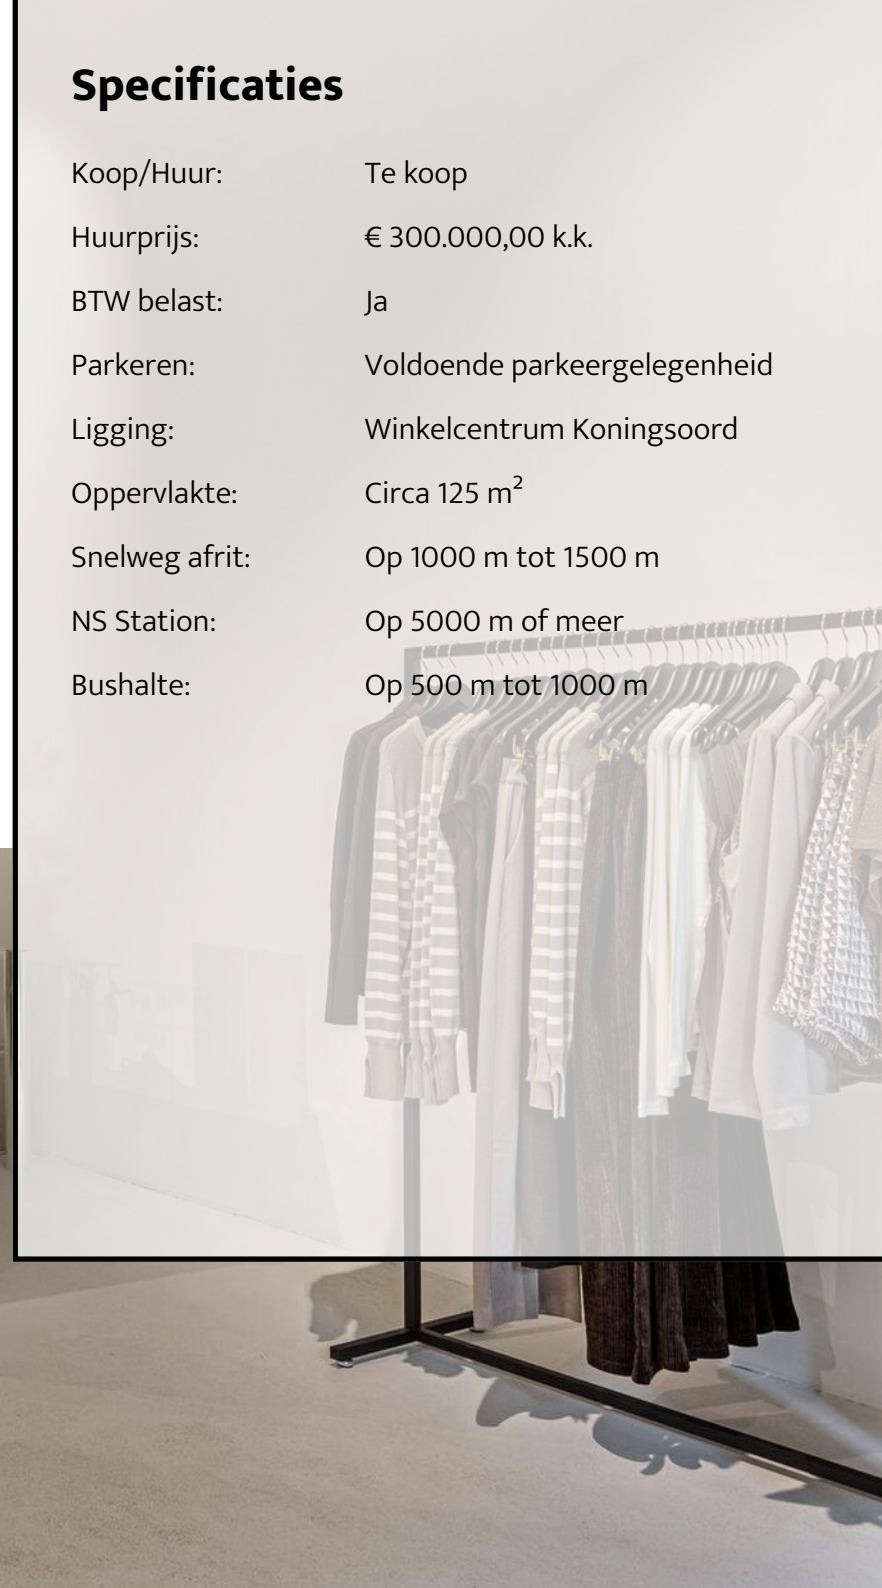 Specificaties
Koop/Huur: Te koop
Huurprijs: € 300.000,00 k.k.
BTW belast: Ja
Parkeren: Voldoende parkeergelegenheid
Ligging: Winkelcentrum Koningsoord
Oppervlakte: Circa 125 m²
Snelweg afrit: Op 1000 m tot 1500 m
NS Station: Op 5000 m of meer
Bushalte: Op 500 m tot 1000 m